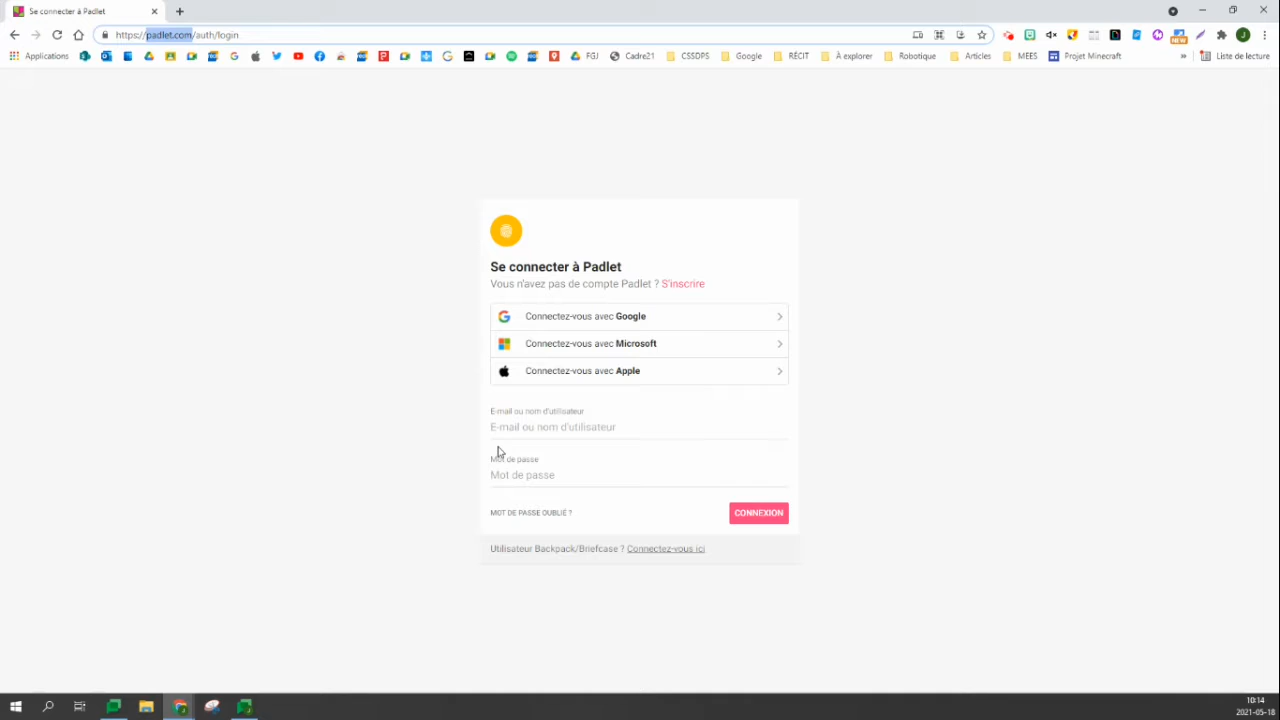 Se connecter à Padlet
https://padlet.com/auth/login
Applications
FGJ
Cadre21
CSSDPS
Google
RÉCIT
À explorer
Robotique
Articles
MEES
Projet Minecraft
»
Liste de lecture
NEW
J
Se connecter à Padlet
Vous n'avez pas de compte Padlet ? S'inscrire
Connectez-vous avec Google
Connectez-vous avec Microsoft
Connectez-vous avec Apple
E-mail ou nom d'utilisateur
E-mail ou nom d'utilisateur
Mot de passe
Mot de passe
MOT DE PASSE OUBLIÉ ?
CONNEXION
Utilisateur Backpack/Briefcase ? Connectez-vous ici
10:14
2021-05-18